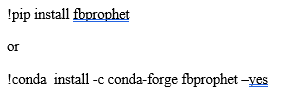 !pip install fbprophet
or
!conda  install -c conda-forge fbprophet –yes